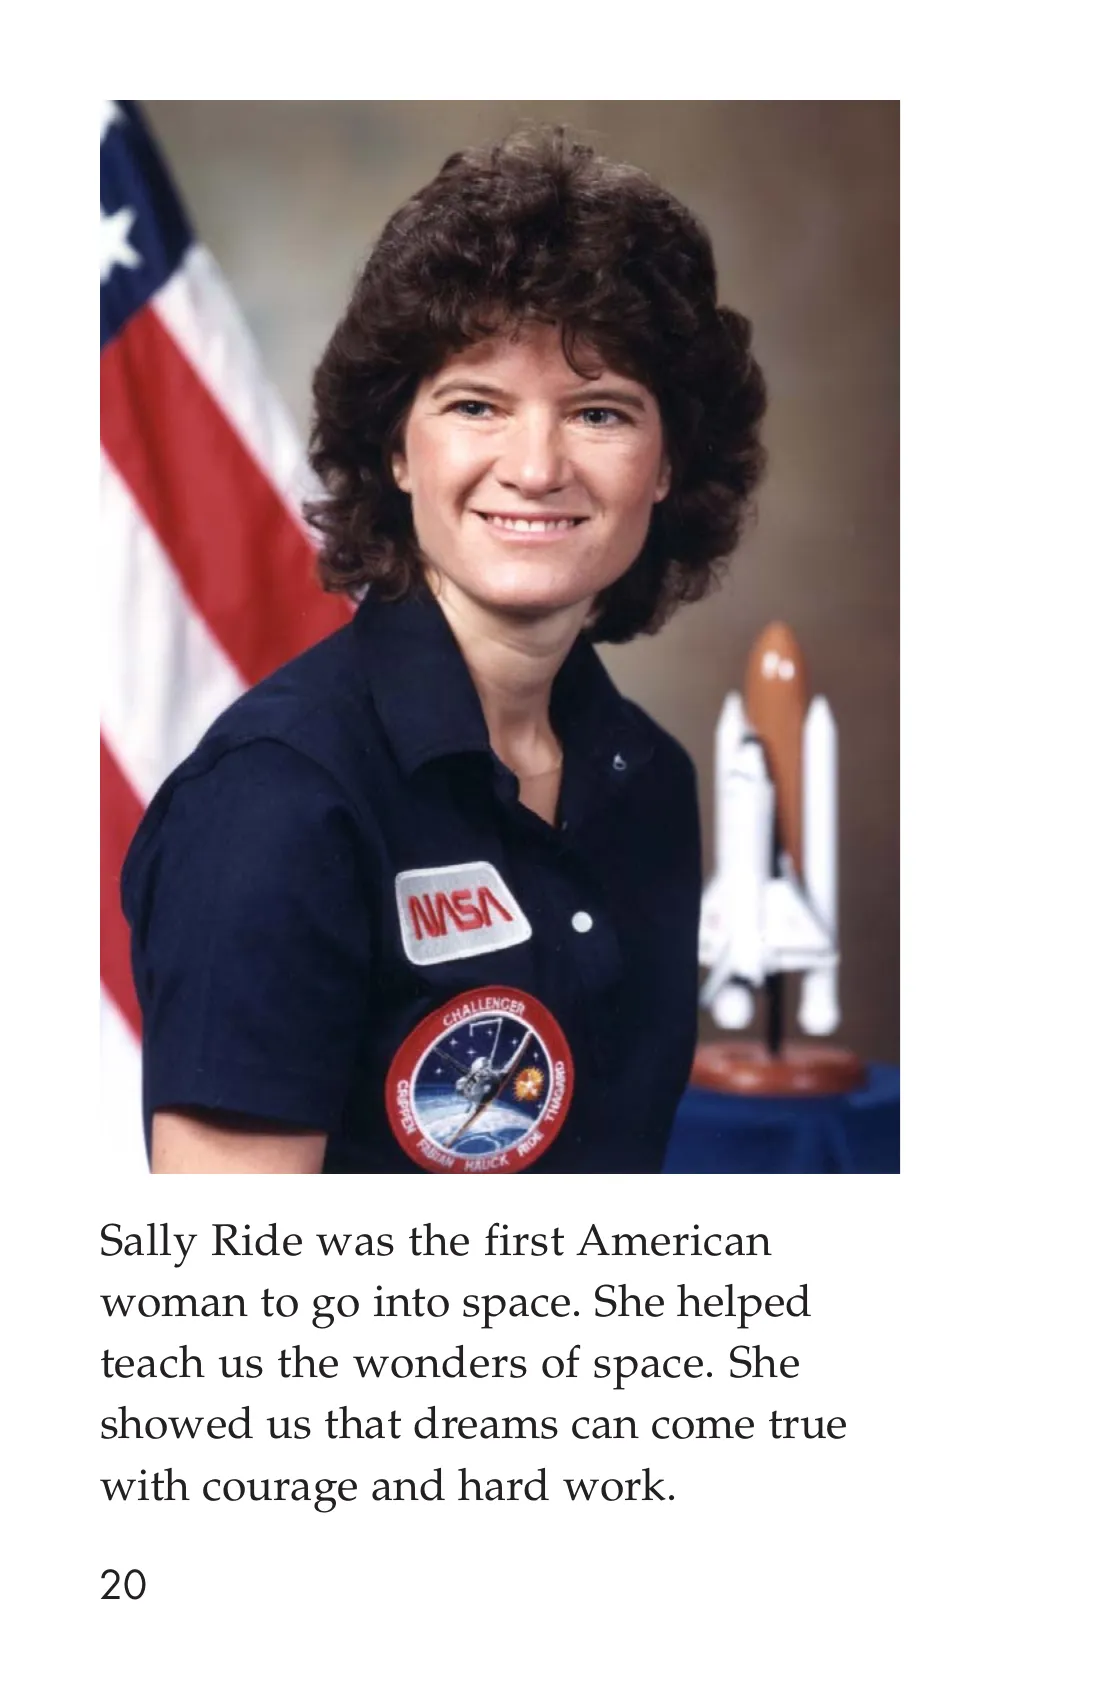 NASA
CHALLENGER
CRIPPEN FABIAN HAUCK RIDE THAGARD
Sally Ride was the first American
woman to go into space. She helped
teach us the wonders of space. She
showed us that dreams can come true
with courage and hard work.
20